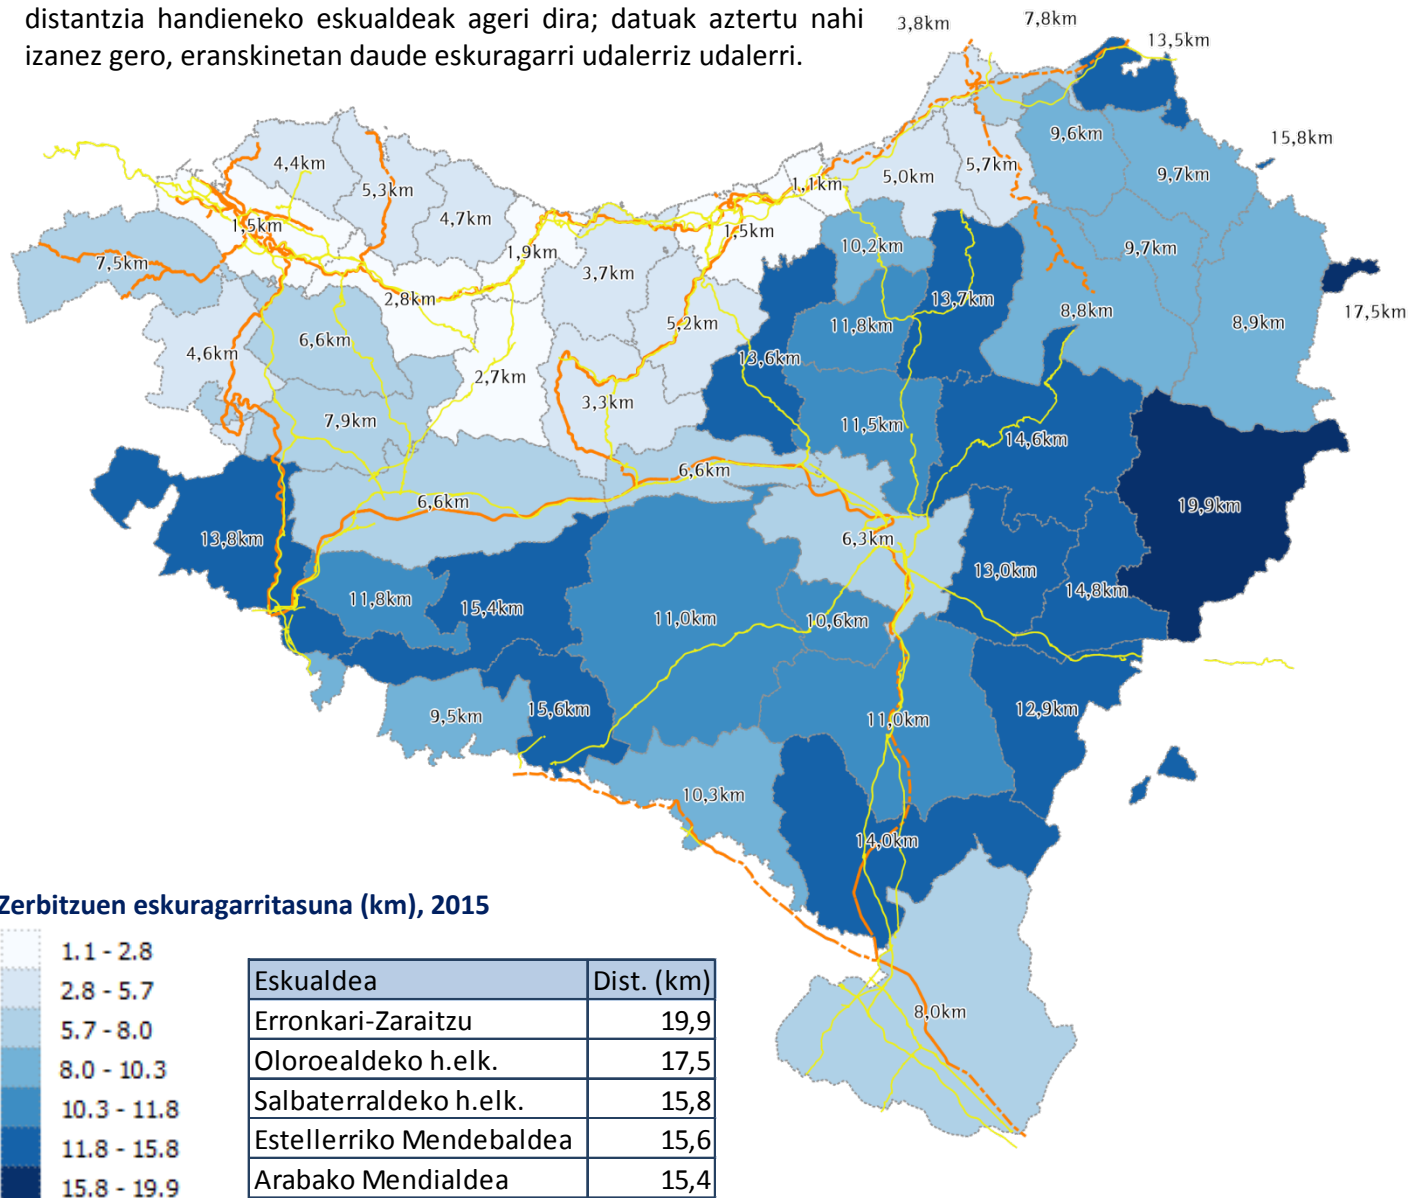 distantzia handieneko eskualdeak ageri dira; datuak aztertu nahi
izanez gero, eranskinetan daude eskuragarri udalerriz udalerri.
3,8km
7,8km
13,5km
15,8km
9,6km
9,7km
4,4km
5,3km
4,7km
5,7km
5,0km
1,1km
1,5km
1,5km
1,9km
10,2km
9,7km
7,5km
3,7km
2,8km
13,7km
8,8km
17,5km
8,9km
5,2km
11,8km
6,6km
4,6km
13,6km
2,7km
3,3km
7,9km
11,5km
14,6km
6,6km
6,6km
19,9km
13,8km
6,3km
13,0km
14,8km
11,8km
15,4km
11,0km
10,6km
9,5km
15,6km
11,0km
12,9km
10,3km
14,0km
8,0km
Zerbitzuen eskuragarritasuna (km), 2015
1.1 - 2.8
2.8 - 5.7
5.7 - 8.0
8.0 - 10.3
10.3 - 11.8
11.8 - 15.8
15.8 - 19.9
Eskualdea Dist. (km)
Erronkari-Zaraitzu 19,9
Oloroealdeko h.elk. 17,5
Salbaterraldeko h.elk. 15,8
Estellerriko Mendebaldea 15,6
Arabako Mendialdea 15,4